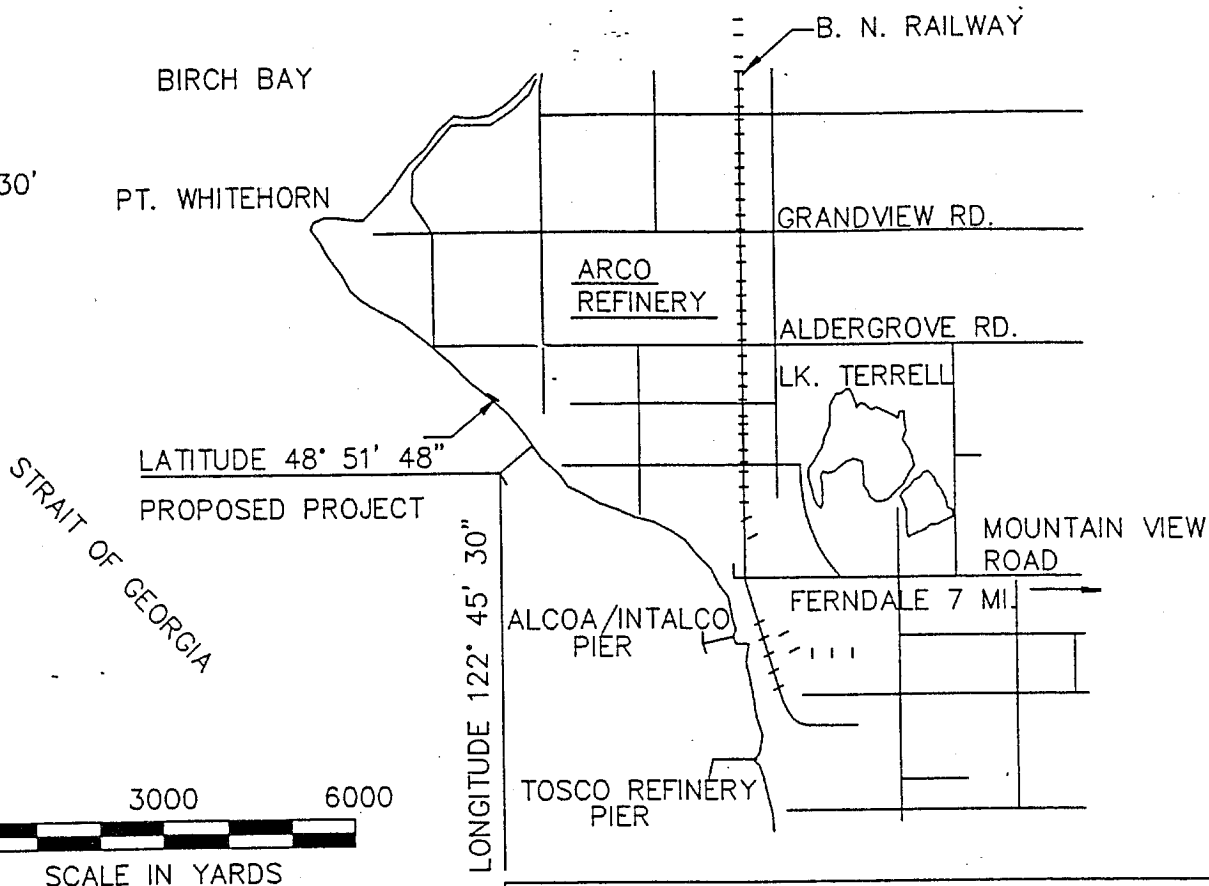 B. N. RAILWAY
BIRCH BAY
30'
PT. WHITEHORN
GRANDVIEW RD.
ARCO
REFINERY
ALDERGROVE RD.
LK. TERRELL
LATITUDE 48° 51' 48"
PROPOSED PROJECT
STRAIT OF GEORGIA
LONGITUDE 122° 45' 30"
MOUNTAIN VIEW
ROAD
FERNDALE 7 MI.
ALCOA/INTALCO
PIER
TOSCO REFINERY
PIER
3000 6000
SCALE IN YARDS